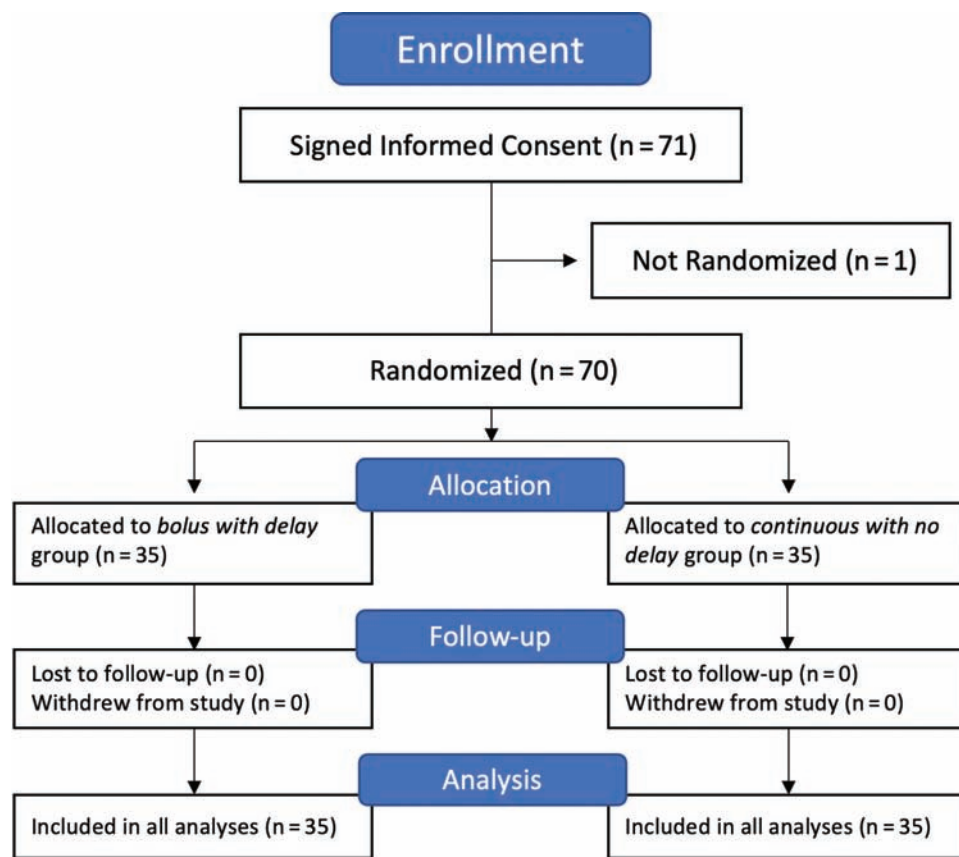 Enrollment
Signed Informed Consent (n = 71)
Not Randomized (n = 1)
Randomized (n = 70)
Allocation
Allocated to bolus with delay
group (n = 35)
Allocated to continuous with no
delay group (n = 35)
Follow-up
Lost to follow-up (n = 0)
Withdrew from study (n = 0)
Lost to follow-up (n = 0)
Withdrew from study (n = 0)
Analysis
Included in all analyses (n = 35)
Included in all analyses (n = 35)